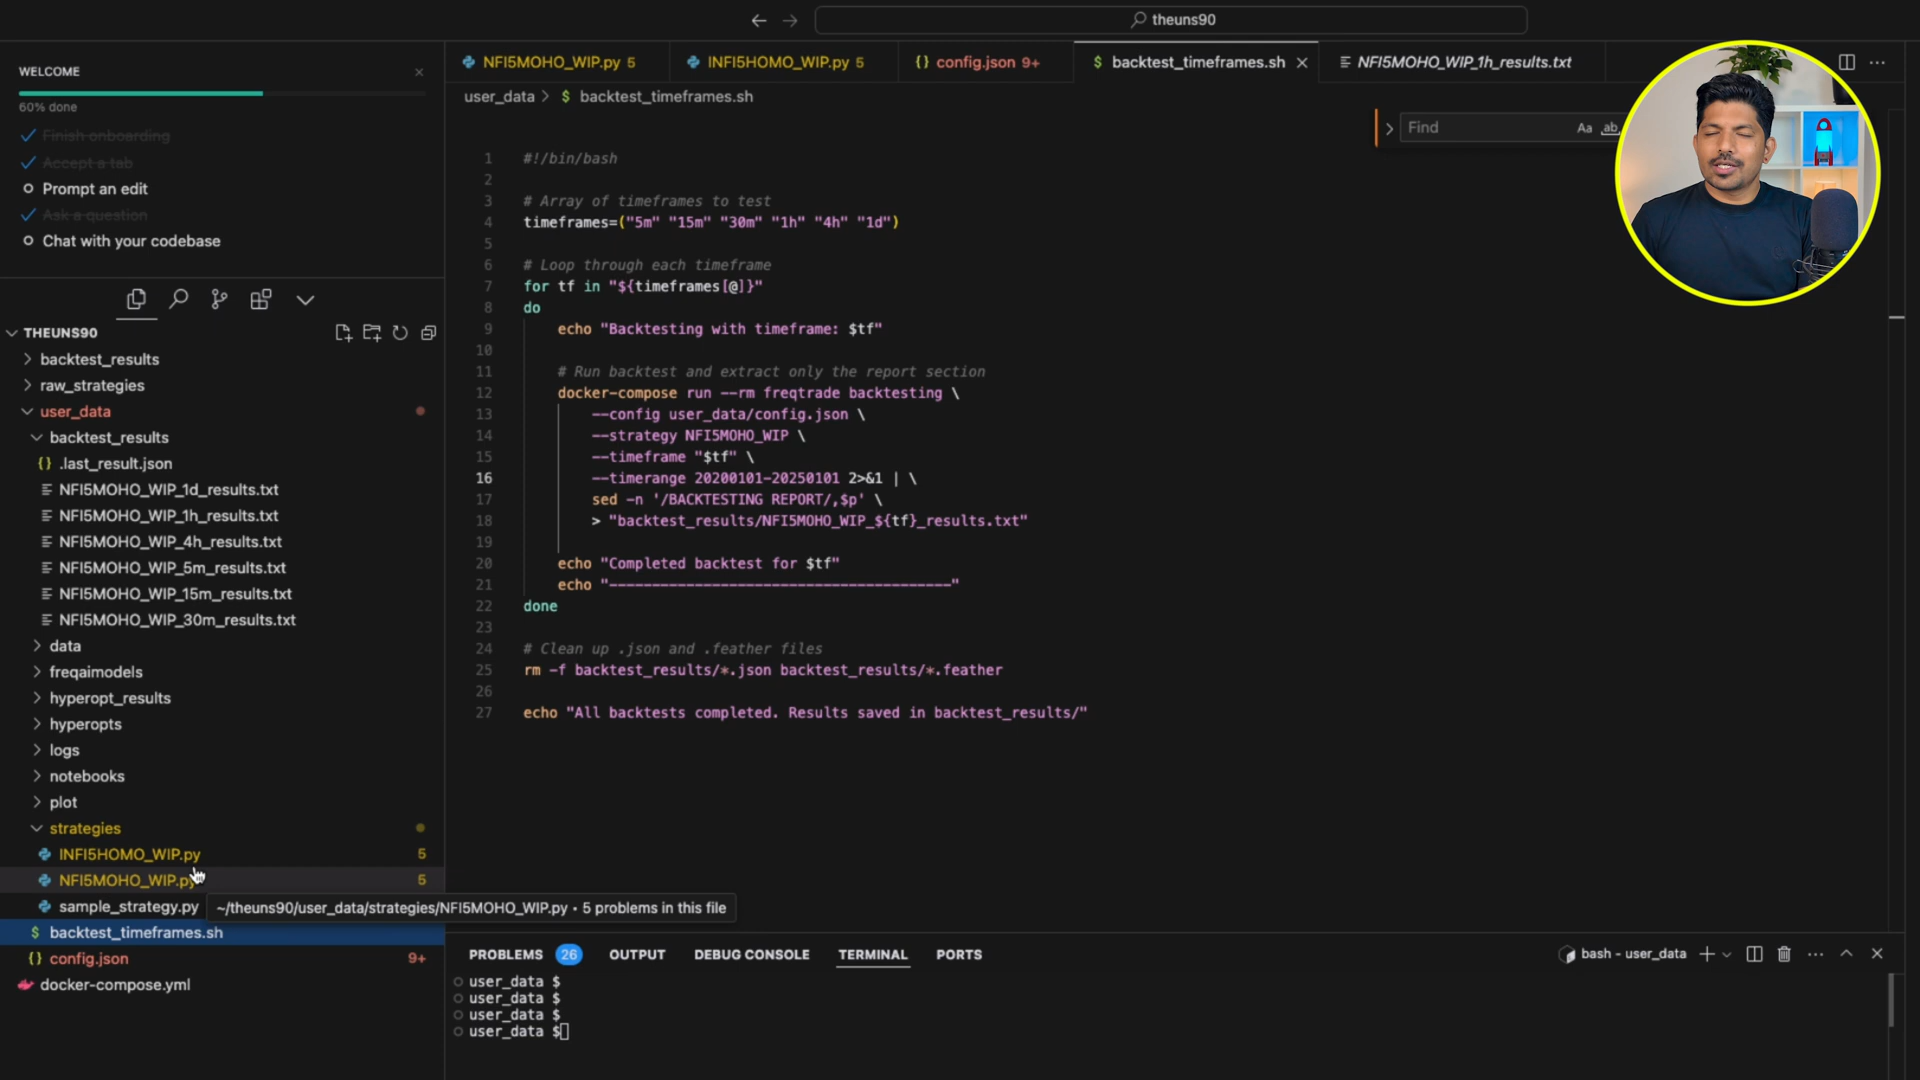 theuns90
WELCOME
60% done
Finish onboarding
Accept a tab
Prompt an edit
Ask a question
Chat with your codebase
THEUNS90
backtest_results
raw_strategies
user_data
backtest_results
{} .last_result.json
NFI5MOHO_WIP_1d_results.txt
NFI5MOHO_WIP_1h_results.txt
NFI5MOHO_WIP_4h_results.txt
NFI5MOHO_WIP_5m_results.txt
NFI5MOHO_WIP_15m_results.txt
NFI5MOHO_WIP_30m_results.txt
data
freqaimodels
hyperopt_results
hyperopts
logs
notebooks
plot
strategies
INFI5HOMO_WIP.py 5
NFI5MOHO_WIP.py 5
sample_strategy.py
~/theuns90/user_data/strategies/NFI5MOHO_WIP.py • 5 problems in this file
$ backtest_timeframes.sh
{} config.json 9+
docker-compose.yml
NFI5MOHO_WIP.py 5
INFI5HOMO_WIP.py 5
{} config.json 9+
$ backtest_timeframes.sh
NFI5MOHO_WIP_1h_results.txt
user_data > $ backtest_timeframes.sh
Find Aa ab
1 #!/bin/bash
2
3 # Array of timeframes to test
4 timeframes=("5m" "15m" "30m" "1h" "4h" "1d")
5
6 # Loop through each timeframe
7 for tf in "${timeframes[@]}"
8 do
9 echo "Backtesting with timeframe: $tf"
10
11 # Run backtest and extract only the report section
12 docker-compose run --rm freqtrade backtesting \
13 --config user_data/config.json \
14 --strategy NFI5MOHO_WIP \
15 --timeframe "$tf" \
16 --timerange 20200101-20250101 2>&1 | \
17 sed -n '/BACKTESTING REPORT/,$p' \
18 > "backtest_results/NFI5MOHO_WIP_${tf}_results.txt"
19
20 echo "Completed backtest for $tf"
21 echo "----------------------------------------"
22 done
23
24 # Clean up .json and .feather files
25 rm -f backtest_results/*.json backtest_results/*.feather
26
27 echo "All backtests completed. Results saved in backtest_results/"
PROBLEMS 26 OUTPUT DEBUG CONSOLE TERMINAL PORTS
bash - user_data
user_data $
user_data $
user_data $
user_data $